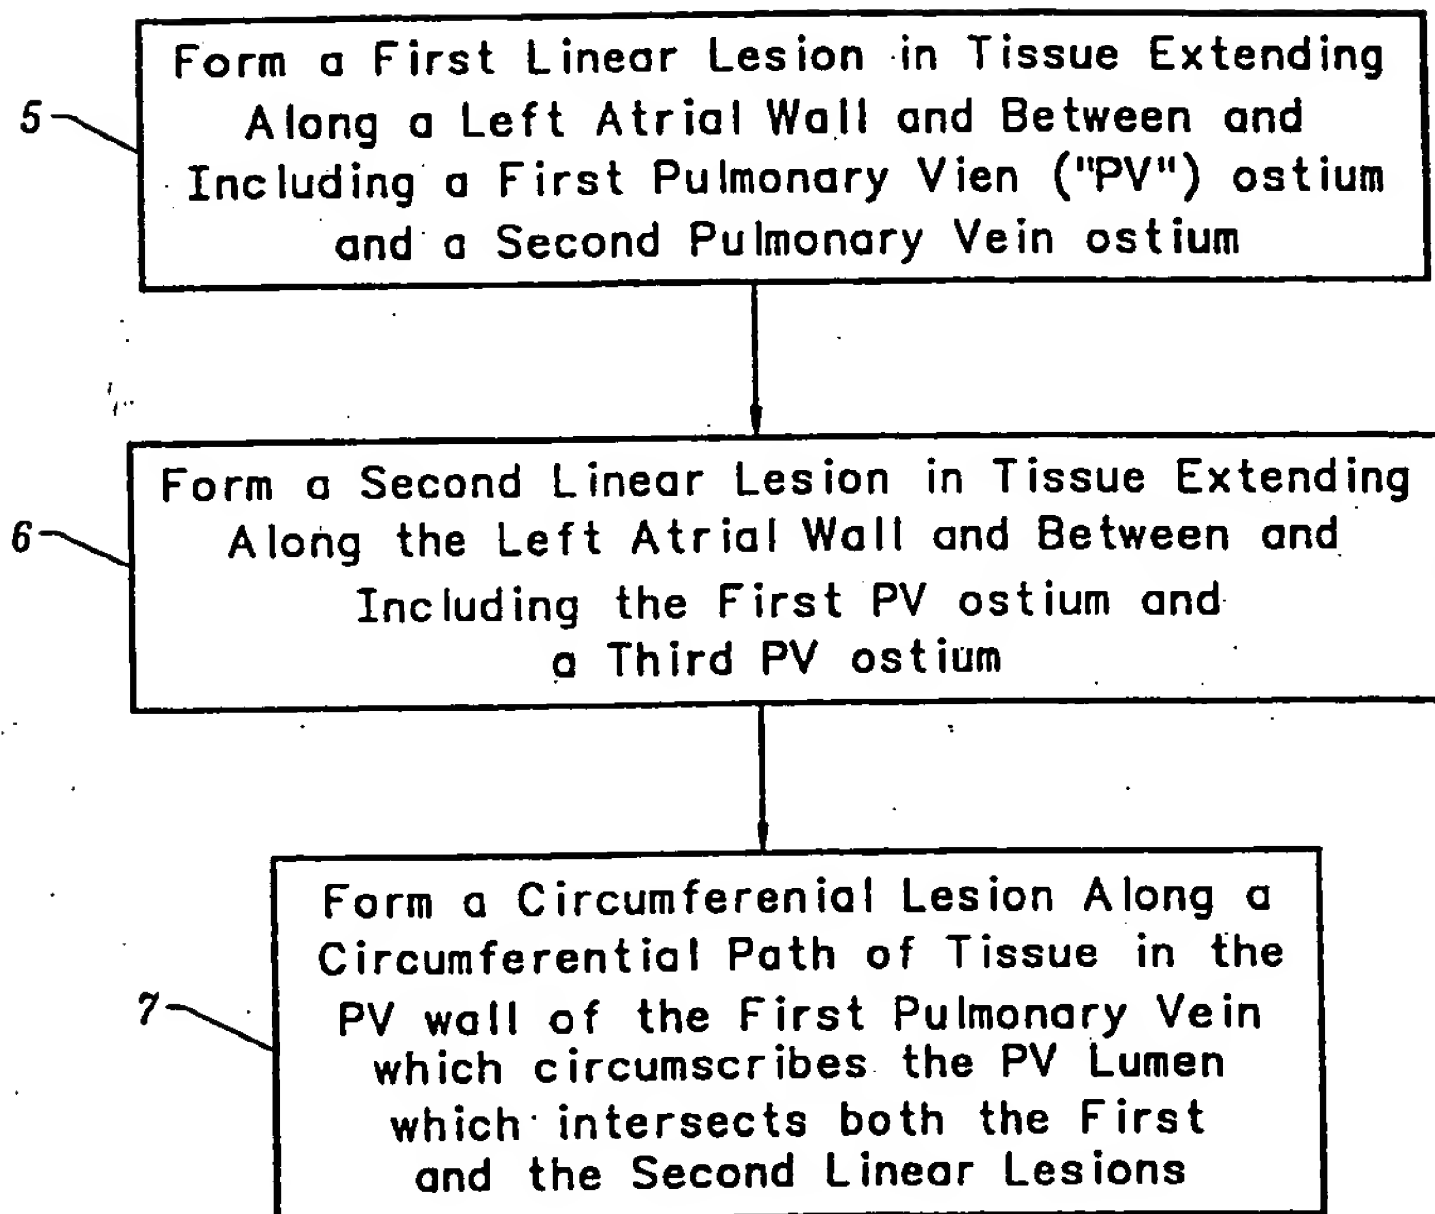 Form a First Linear Lesion in Tissue Extending
5
Along a Left Atrial Wall and Between and
Including a First Pulmonary Vien ("PV") ostium
and a Second Pulmonary Vein ostium
Form a Second Linear Lesion in Tissue Extending
6
Along the Left Atrial Wall and Between and
Including the First PV ostium and
a Third PV ostium
Form a Circumferenial Lesion Along a
Circumferential Path of Tissue in the
7
PV wall of the First Pulmonary Vein
which circumscribes the PV Lumen
which intersects both the First
and the Second Linear Lesions